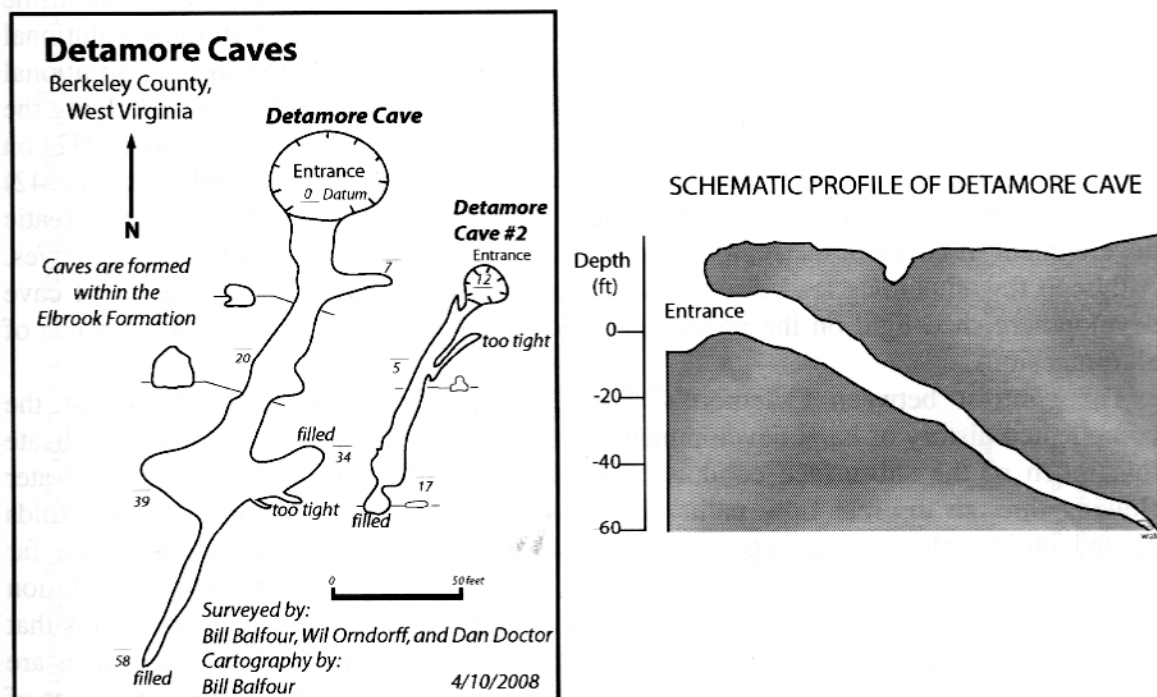 Detamore Caves
Berkeley County,
West Virginia
N
Caves are formed
within the
Elbrook Formation
Detamore Cave
Entrance
0 Datum
7
20
filled
34
39
too tight
58
filled
Detamore
Cave #2
Entrance
12
too tight
5
17
filled
0
50 feet
Surveyed by:
Bill Balfour, Wil Orndorff, and Dan Doctor
Cartography by:
Bill Balfour
4/10/2008
SCHEMATIC PROFILE OF DETAMORE CAVE
Depth
(ft)
Entrance
0
-20
-40
-60